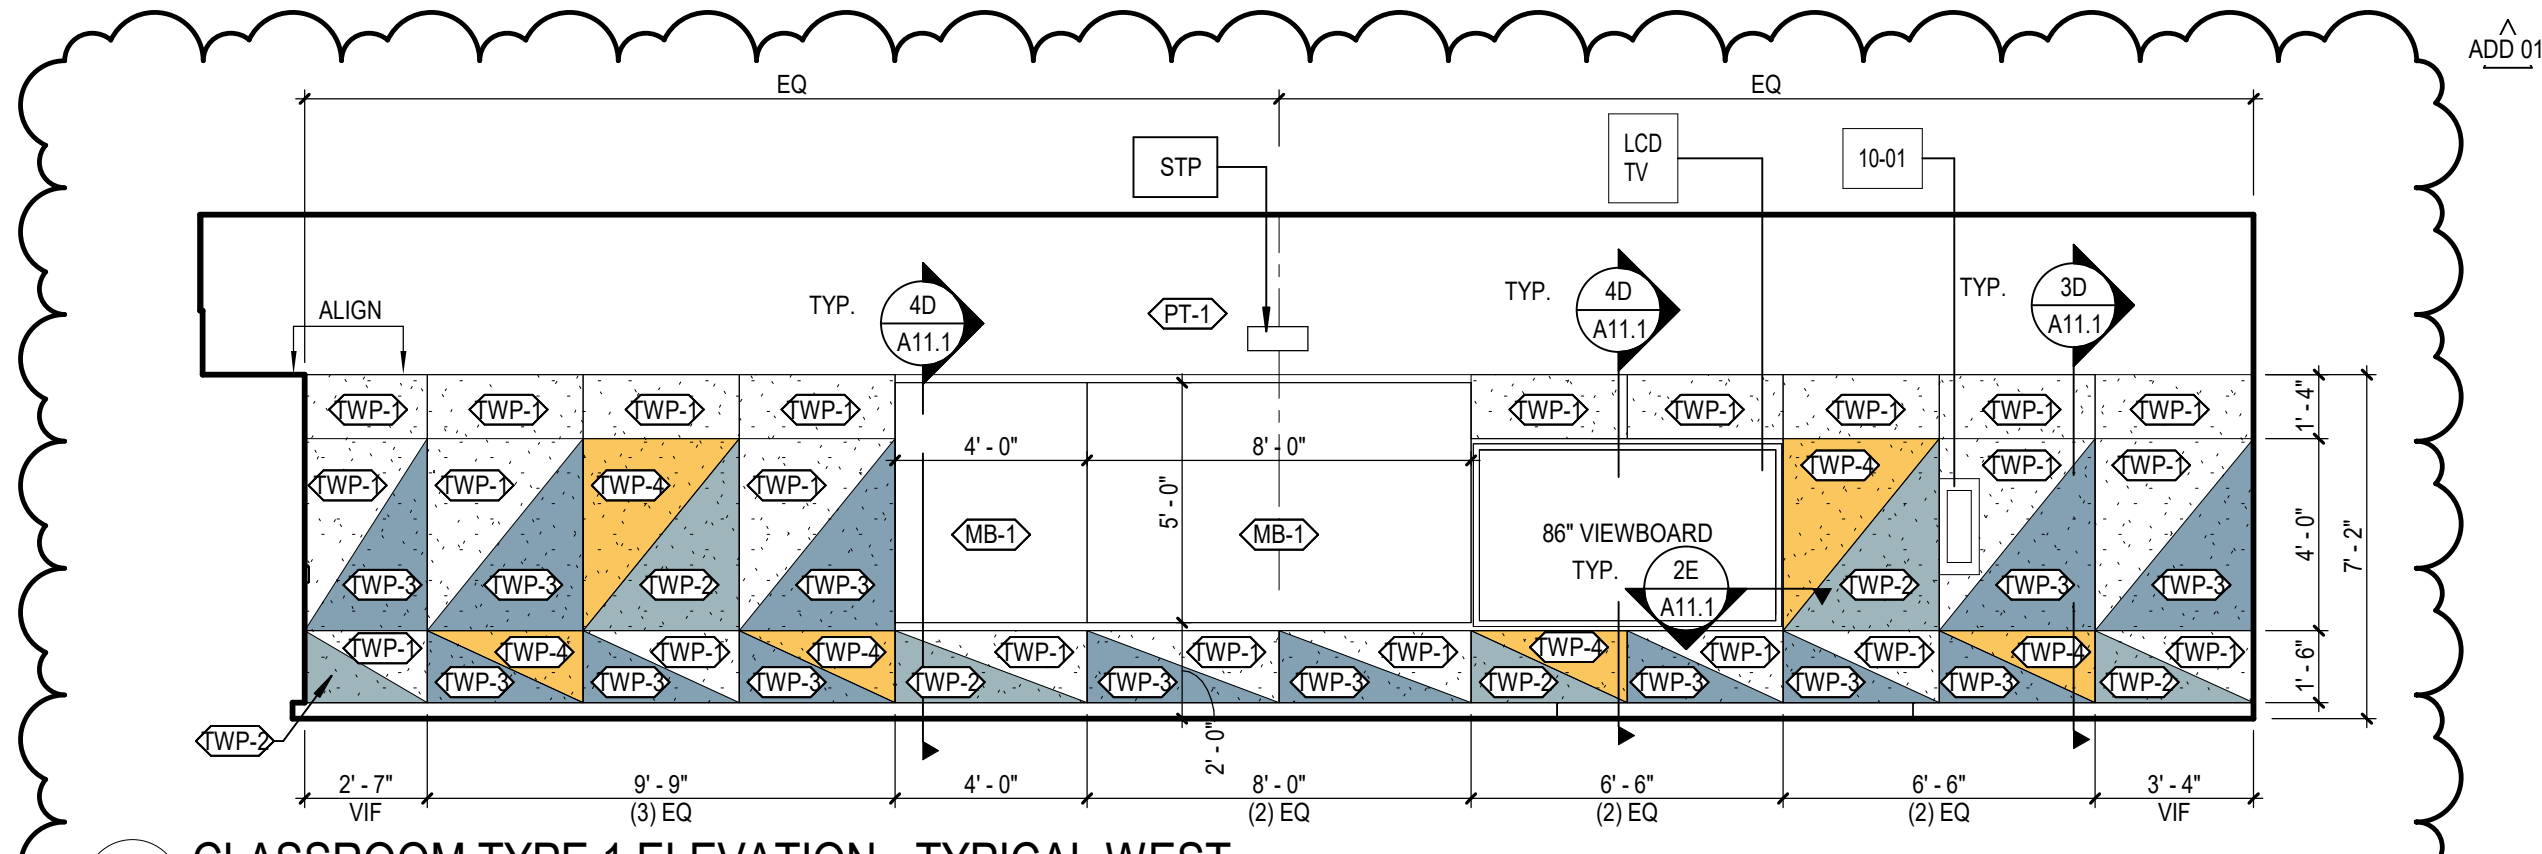 ADD 01
EQ
EQ
STP
LCD
TV
10-01
ALIGN
TYP.
4D
A11.1
PT-1
TYP.
4D
A11.1
TYP.
3D
A11.1
TWP-1
TWP-1
TWP-1
TWP-1
TWP-1
TWP-1
TWP-1
TWP-1
TWP-1
1' - 4"
4' - 0"
8' - 0"
TWP-1
TWP-1
TWP-4
TWP-1
TWP-4
TWP-1
TWP-1
5' - 0"
MB-1
MB-1
86" VIEWBOARD
TYP.
2E
A11.1
4' - 0"
7' - 2"
TWP-3
TWP-3
TWP-2
TWP-3
TWP-2
TWP-3
TWP-3
TWP-1
TWP-4
TWP-1
TWP-4
TWP-1
TWP-1
TWP-1
TWP-4
TWP-1
TWP-1
TWP-4
TWP-1
TWP-3
TWP-3
TWP-3
TWP-2
TWP-3
TWP-3
TWP-2
TWP-3
TWP-3
TWP-3
TWP-2
1' - 6"
TWP-2
2' - 0"
2' - 7"
VIF
9' - 9"
(3) EQ
4' - 0"
8' - 0"
(2) EQ
6' - 6"
(2) EQ
6' - 6"
(2) EQ
3' - 4"
VIF
CLASSROOM TYPE 1 ELEVATION - TYPICAL WEST